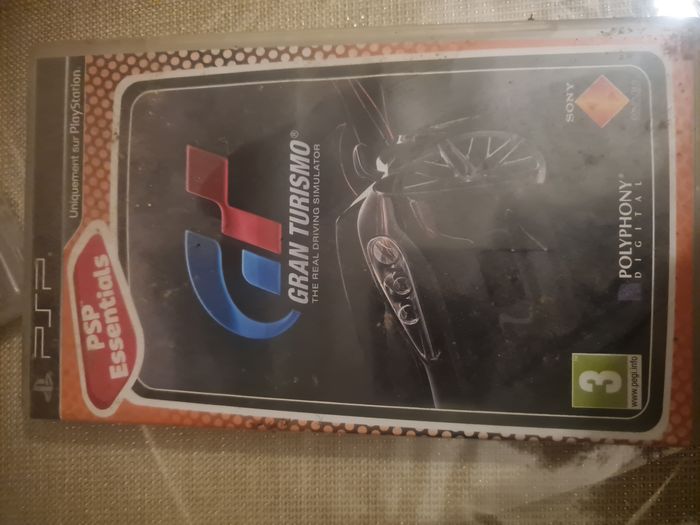 PSP
Uniquement sur PlayStation
PSP
Essentials
GRAN TURISMO®
THE REAL DRIVING SIMULATOR
3
www.pegi.info
POLYPHONY
DIGITAL
SONY